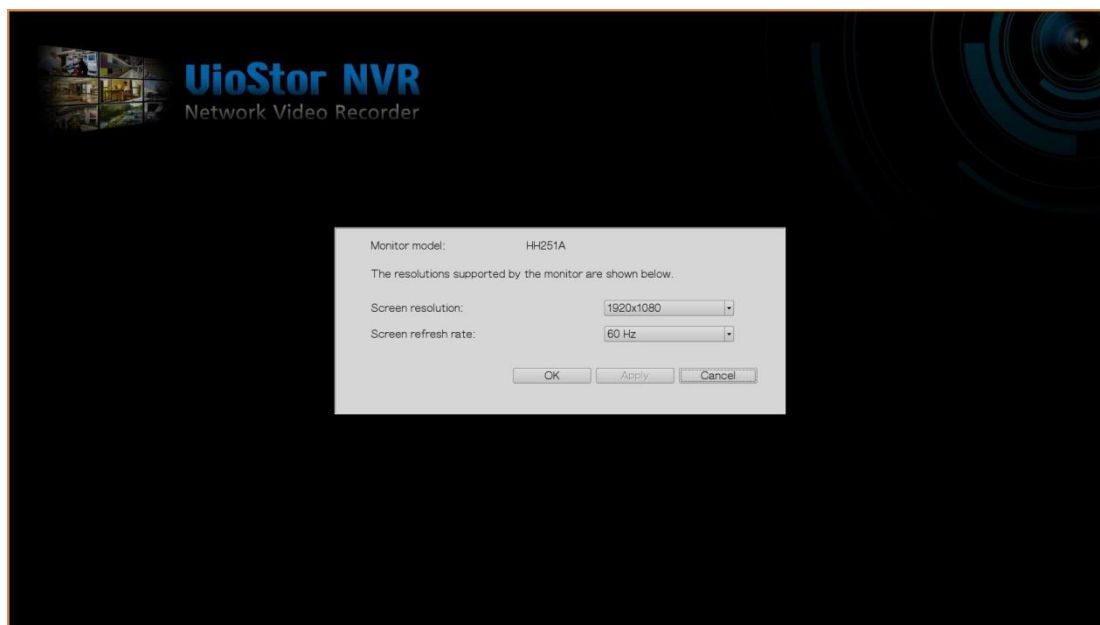 VioStor NVR
Network Video Recorder
Monitor model: HH251A
The resolutions supported by the monitor are shown below.
Screen resolution: 1920x1080
Screen refresh rate: 60 Hz
OK Apply Cancel